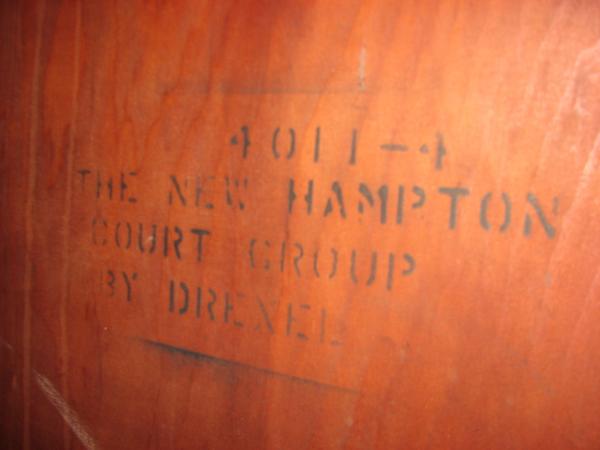 4011-4
THE NEW HAMPTON
COURT GROUP
BY DREXEL